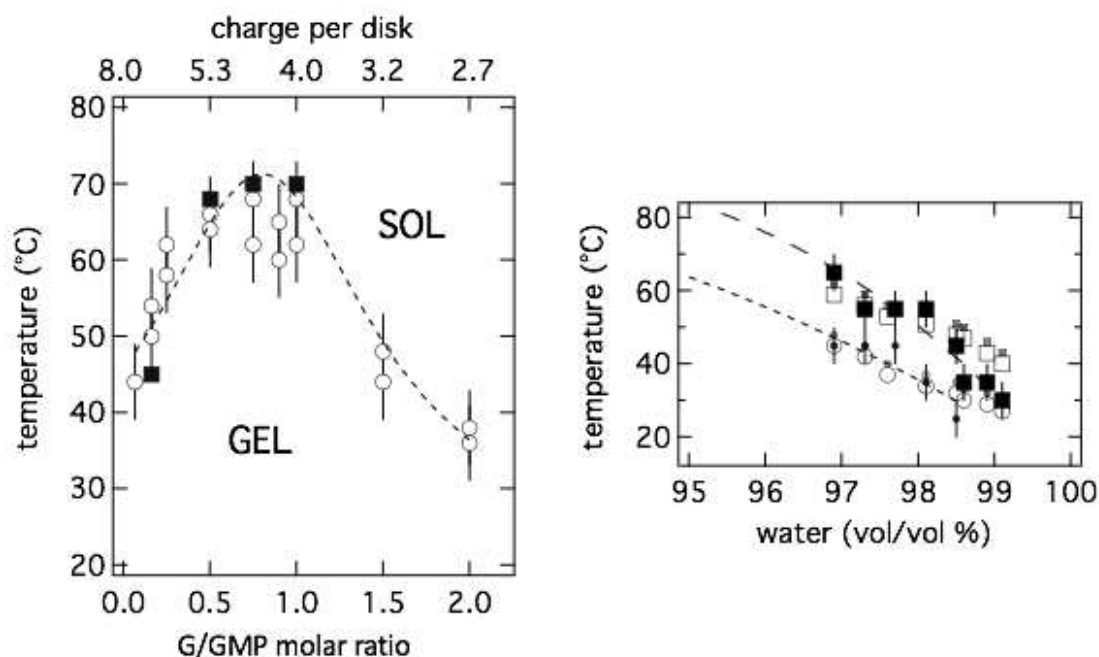 charge per disk
8.0 5.3 4.0 3.2 2.7
80
70
60
50
40
30
20
temperature (°C)
SOL
GEL
0.0 0.5 1.0 1.5 2.0
G/GMP molar ratio
80
60
40
20
temperature (°C)
95 96 97 98 99 100
water (vol/vol %)